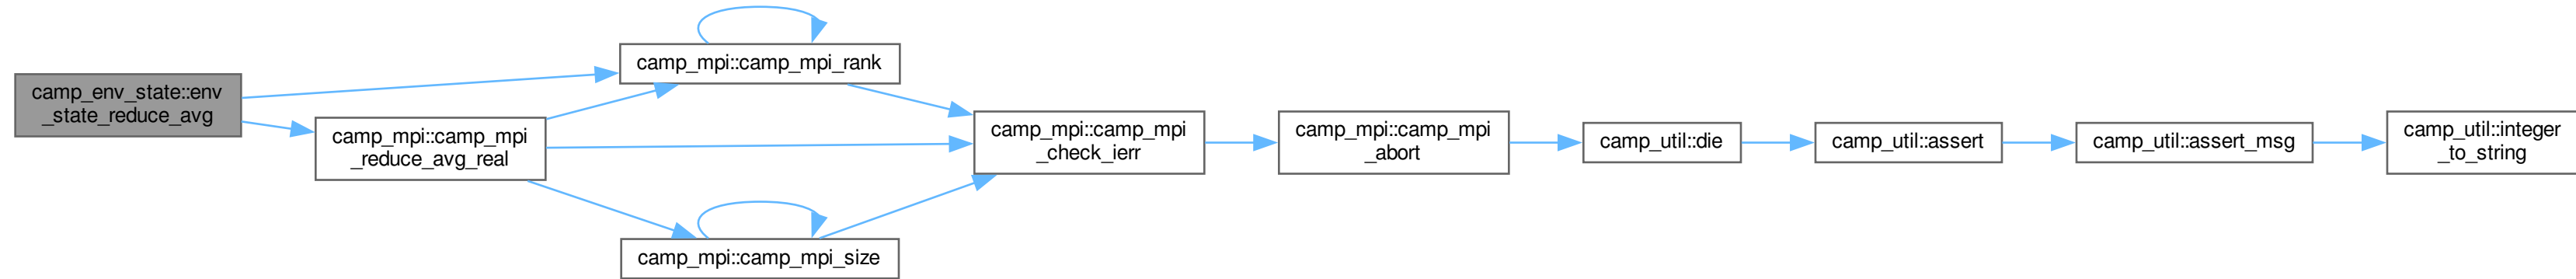 camp_env_state::env
_state_reduce_avg
camp_mpi::camp_mpi_rank
camp_mpi::camp_mpi
_reduce_avg_real
camp_mpi::camp_mpi_size
camp_mpi::camp_mpi
_check_ierr
camp_mpi::camp_mpi
_abort
camp_util::die
camp_util::assert
camp_util::assert_msg
camp_util::integer
_to_string